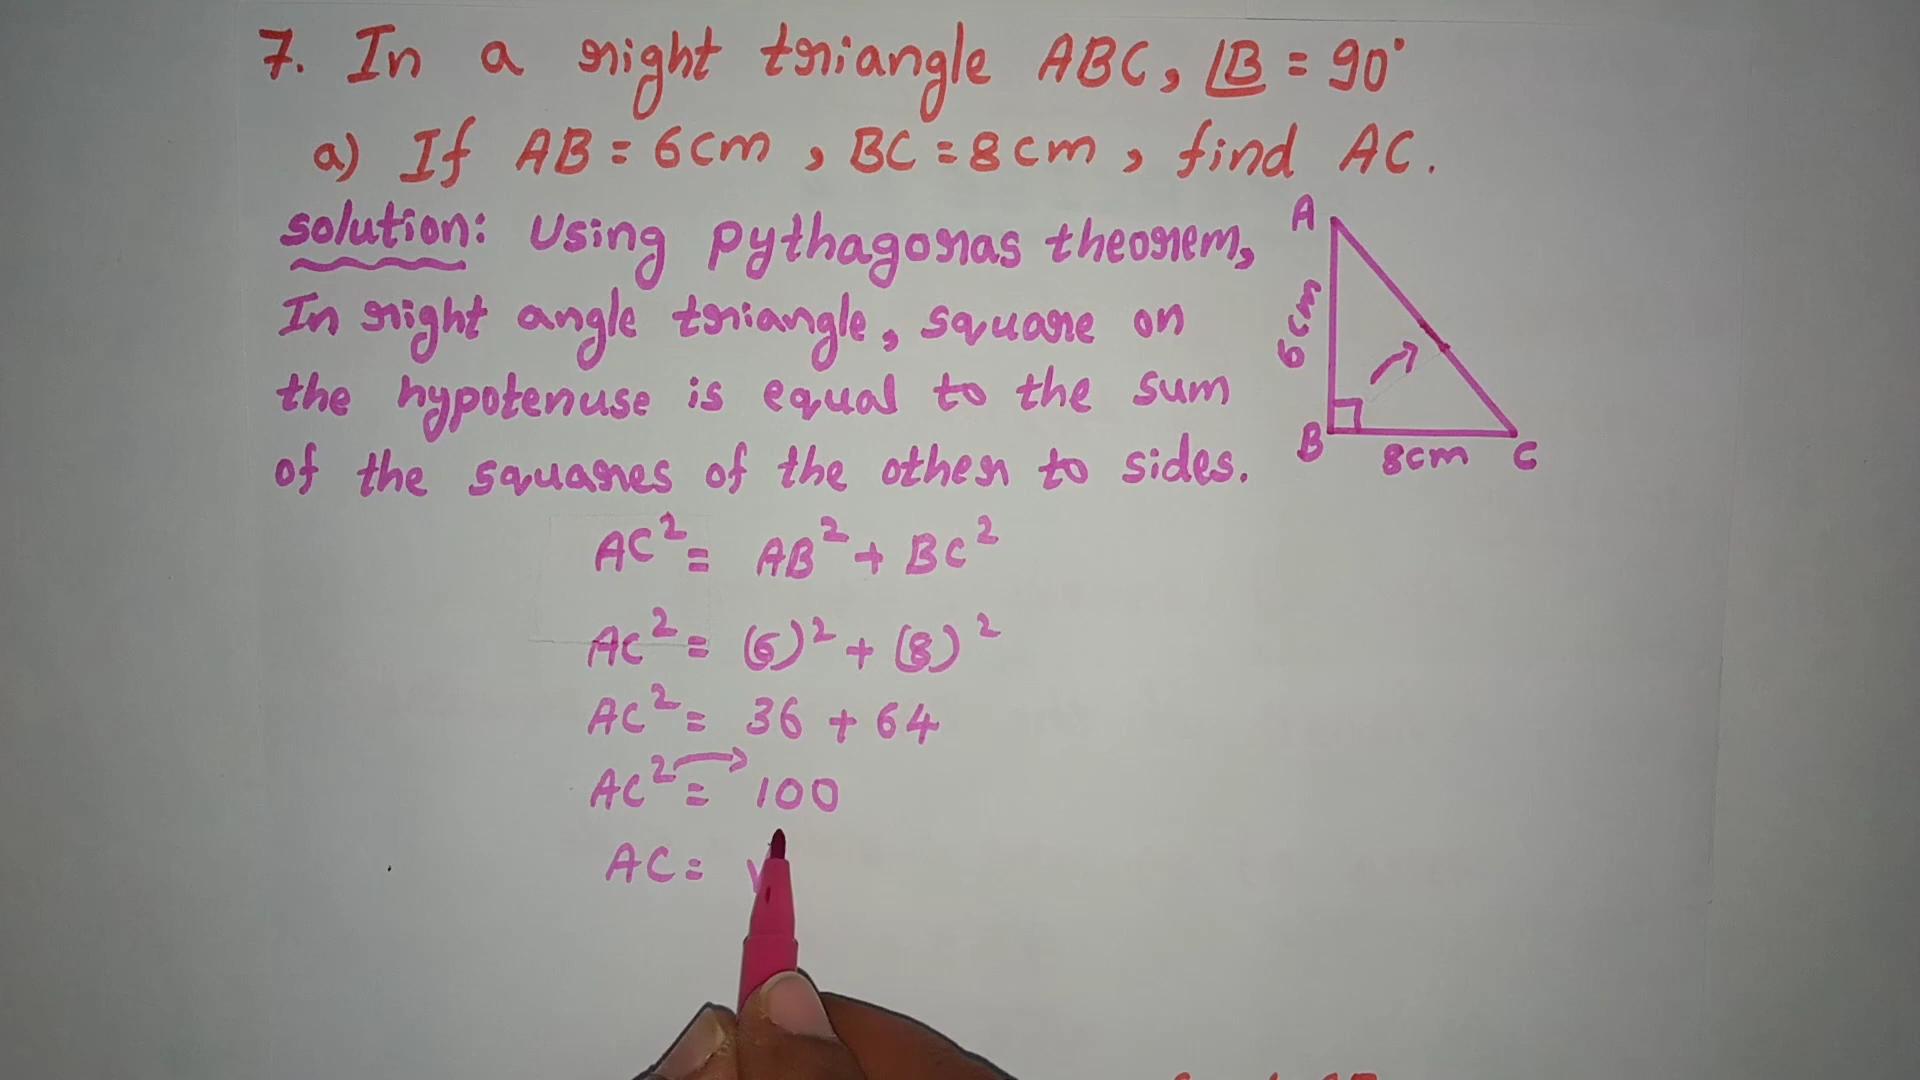 7. In a right triangle ABC, ∠B = 90°
a) If AB = 6cm, BC = 8cm, find AC.
solution: Using pythagoras theorem,
In right angle triangle, square on
the hypotenuse is equal to the sum
of the squares of the other to sides.
A
6cm
B
8cm
C
AC² = AB² + BC²
AC² = (6)² + (8)²
AC² = 36 + 64
AC² = 100
AC = √